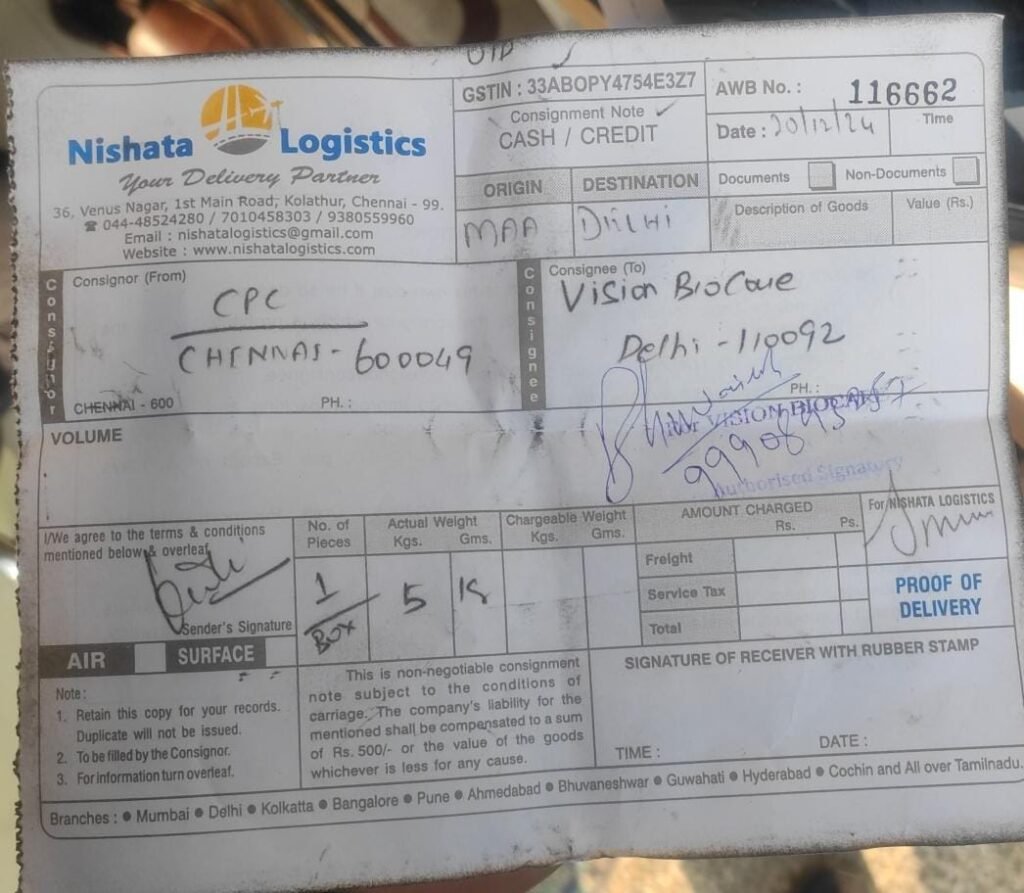 Nishata Logistics
Your Delivery Partner
36, Venus Nagar, 1st Main Road, Kolathur, Chennai - 99.
☎ 044-48524280 / 7010458303 / 9380559960
Email : nishatalogistics@gmail.com
Website : www.nishatalogistics.com
GSTIN : 33ABOPY4754E3Z7
Consignment Note
CASH / CREDIT
AWB No. : 116662
Date : 20/12/24
Time
ORIGIN
DESTINATION
MAA
Documents
Non-Documents
Description of Goods
Value (Rs.)
Consignor
Consignor (From)
CPC
CHENNAI - 600049
CHENNAI - 600
PH. :
Consignee
Consignee (To)
Vision
Delhi - 110092
PH. :
VISION
Authorised Signatory
VOLUME
I/We agree to the terms & conditions
mentioned below & overleaf
Sender's Signature
No. of
Pieces
1
BOX
Actual Weight
Kgs. Gms.
5
Chargeable Weight
Kgs. Gms.
AMOUNT CHARGED
Rs. Ps.
Freight
Service Tax
Total
For NISHATA LOGISTICS
PROOF OF
DELIVERY
AIR
SURFACE
Note :
1. Retain this copy for your records.
Duplicate will not be issued.
2. To be filled by the Consignor.
3. For information turn overleaf.
This is non-negotiable consignment
note subject to the conditions of
carriage. The company's liability for the
mentioned shall be compensated to a sum
of Rs. 500/- or the value of the goods
whichever is less for any cause.
SIGNATURE OF RECEIVER WITH RUBBER STAMP
TIME :
DATE :
Branches : ● Mumbai ● Delhi ● Kolkatta ● Bangalore ● Pune ● Ahmedabad ● Bhuvaneshwar ● Guwahati ● Hyderabad ● Cochin and All over Tamilnadu.